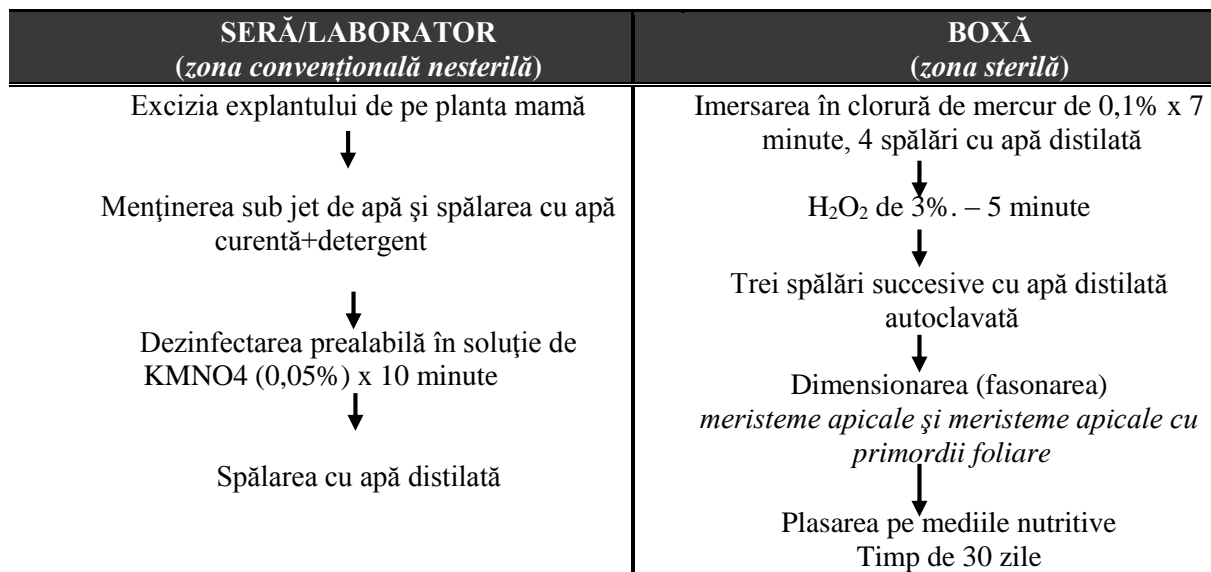 SERĂ/LABORATOR
(zona convențională nesterilă)
Excizia explantului de pe planta mamă
Menţinerea sub jet de apă şi spălarea cu apă
curentă+detergent
Dezinfectarea prealabilă în soluţie de
KMNO4 (0,05%) x 10 minute
Spălarea cu apă distilată
BOXĂ
(zona sterilă)
Imersarea în clorură de mercur de 0,1% x 7
minute, 4 spălări cu apă distilată
H₂O₂ de 3%. – 5 minute
Trei spălări succesive cu apă distilată
autoclavată
Dimensionarea (fasonarea)
meristeme apicale şi meristeme apicale cu
primordii foliare
Plasarea pe mediile nutritive
Timp de 30 zile